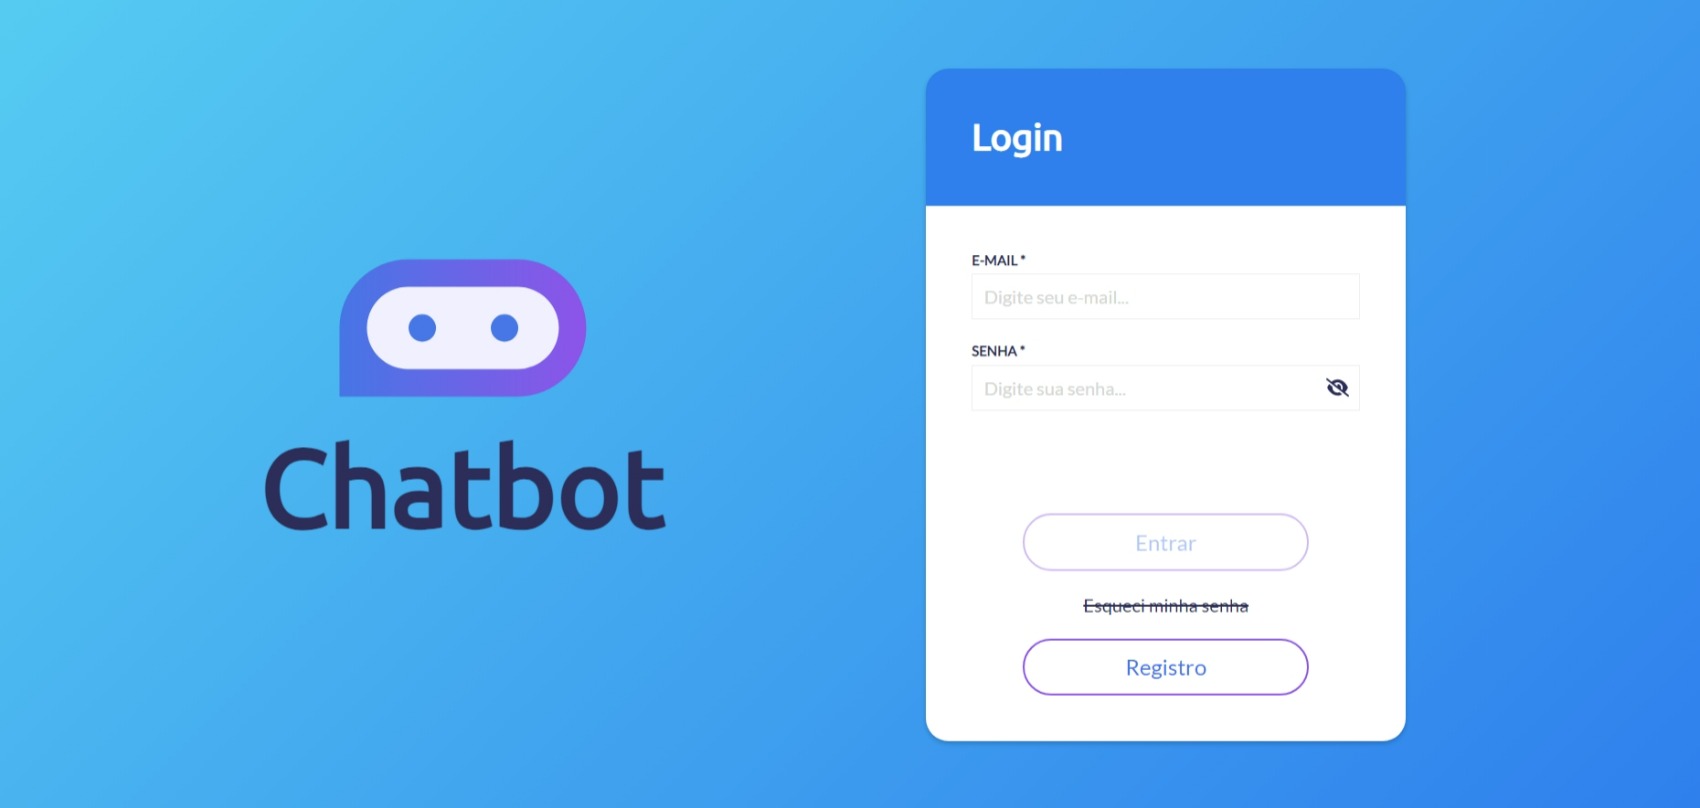 Chatbot
Login
E-MAIL *
Digite seu e-mail...
SENHA *
Digite sua senha...
Entrar
Esqueci minha senha
Registro